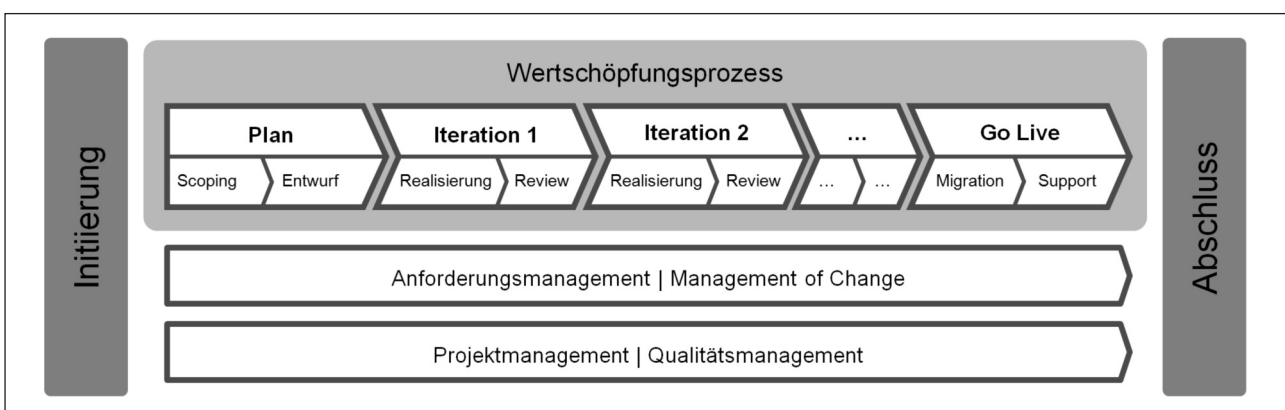 Initiierung
Wertschöpfungsprozess
Plan
Iteration 1
Iteration 2
...
Go Live
Scoping
Entwurf
Realisierung
Review
Realisierung
Review
...
...
Migration
Support
Anforderungsmanagement | Management of Change
Projektmanagement | Qualitätsmanagement
Abschluss